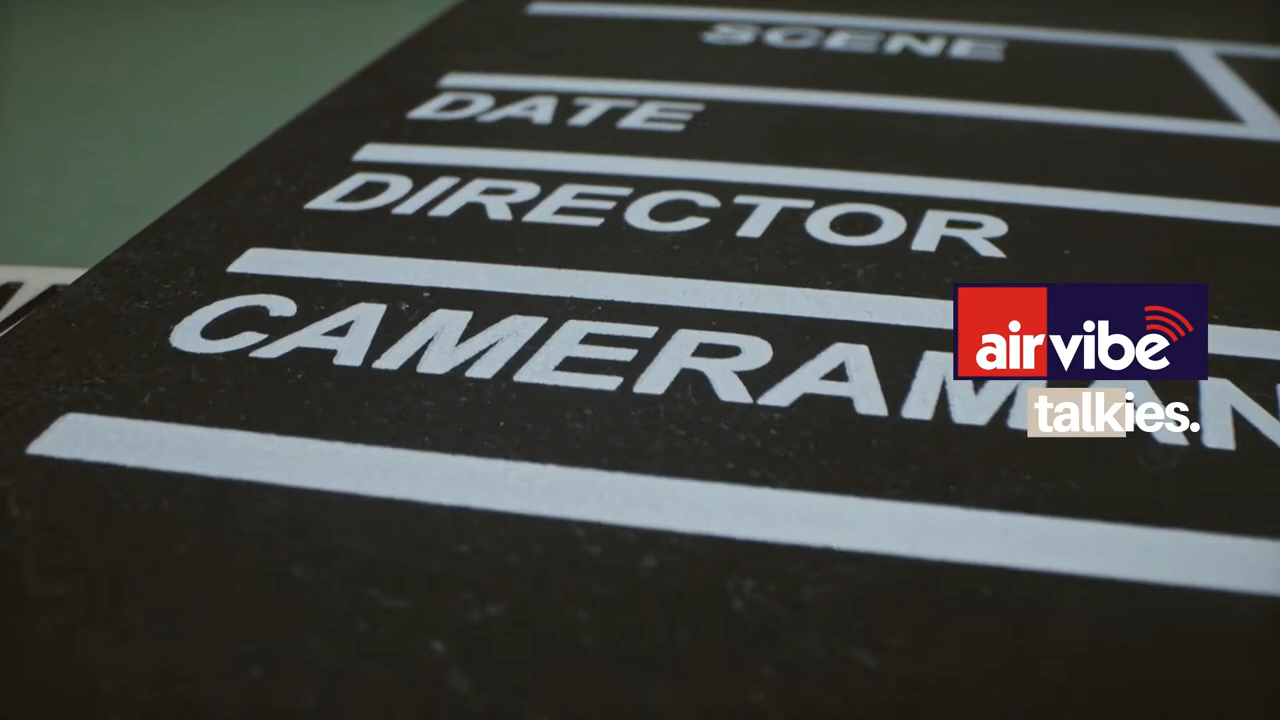 SCENE
DATE
DIRECTOR
CAMERAMAN
airvibe
talkies.